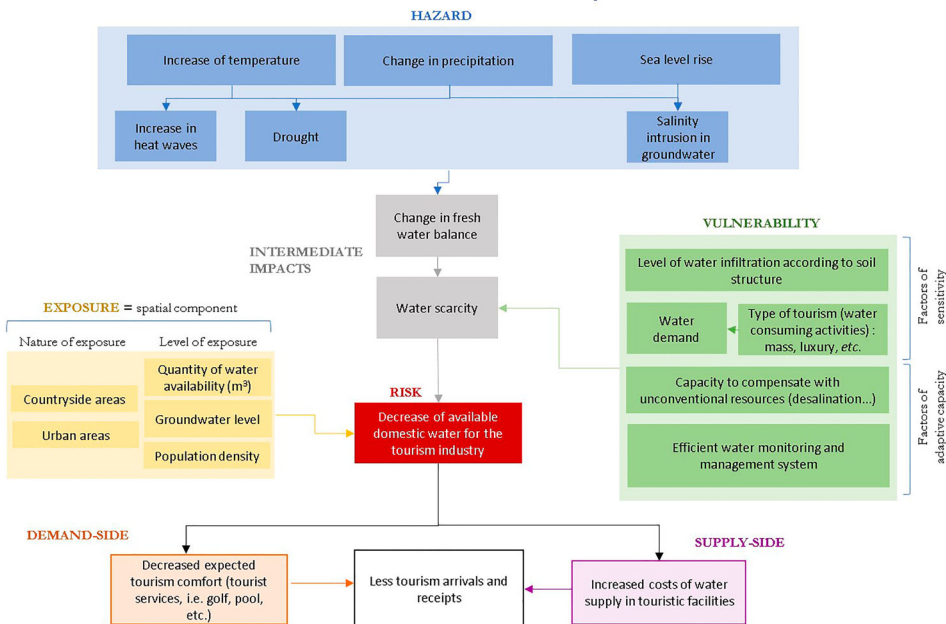 HAZARD
Increase of temperature
Change in precipitation
Sea level rise
Increase in
heat waves
Drought
Salinity
intrusion in
groundwater
Change in fresh
water balance
INTERMEDIATE
IMPACTS
Water scarcity
VULNERABILITY
Level of water infiltration according to soil
structure
Water
demand
Type of tourism (water
consuming activities) :
mass, luxury, etc.
Factors of
sensitivity
Capacity to compensate with
unconventional resources (desalination...)
Efficient water monitoring and
management system
Factors of
adaptive capacity
EXPOSURE = spatial component
Nature of exposure
Level of exposure
Countryside areas
Urban areas
Quantity of water
availability (m³)
Groundwater level
Population density
RISK
Decrease of available
domestic water for the
tourism industry
DEMAND-SIDE
Decreased expected
tourism comfort (tourist
services, i.e. golf, pool,
etc.)
Less tourism arrivals and
receipts
SUPPLY-SIDE
Increased costs of water
supply in touristic facilities